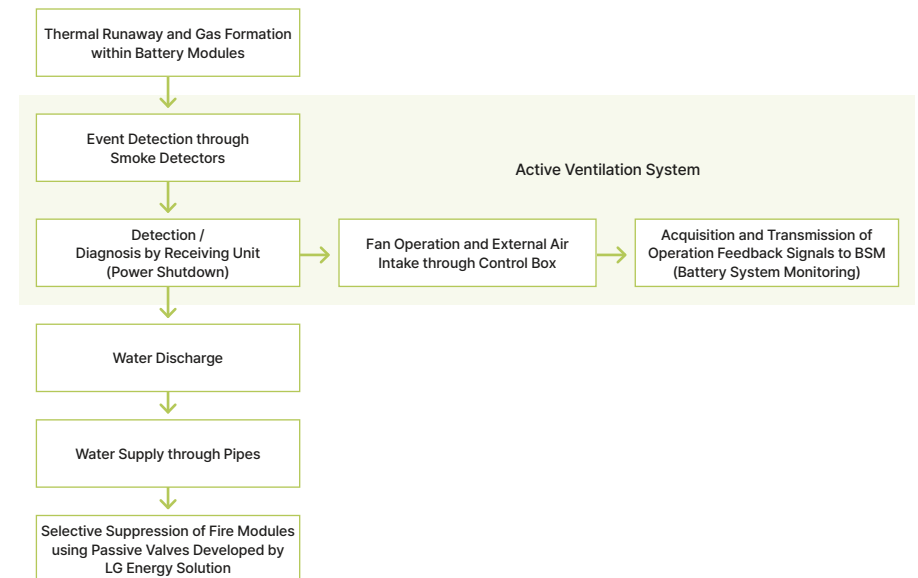 Thermal Runaway and Gas Formation
within Battery Modules
Event Detection through
Smoke Detectors
Active Ventilation System
Detection /
Diagnosis by Receiving Unit
(Power Shutdown)
Fan Operation and External Air
Intake through Control Box
Acquisition and Transmission of
Operation Feedback Signals to BSM
(Battery System Monitoring)
Water Discharge
Water Supply through Pipes
Selective Suppression of Fire Modules
using Passive Valves Developed by
LG Energy Solution